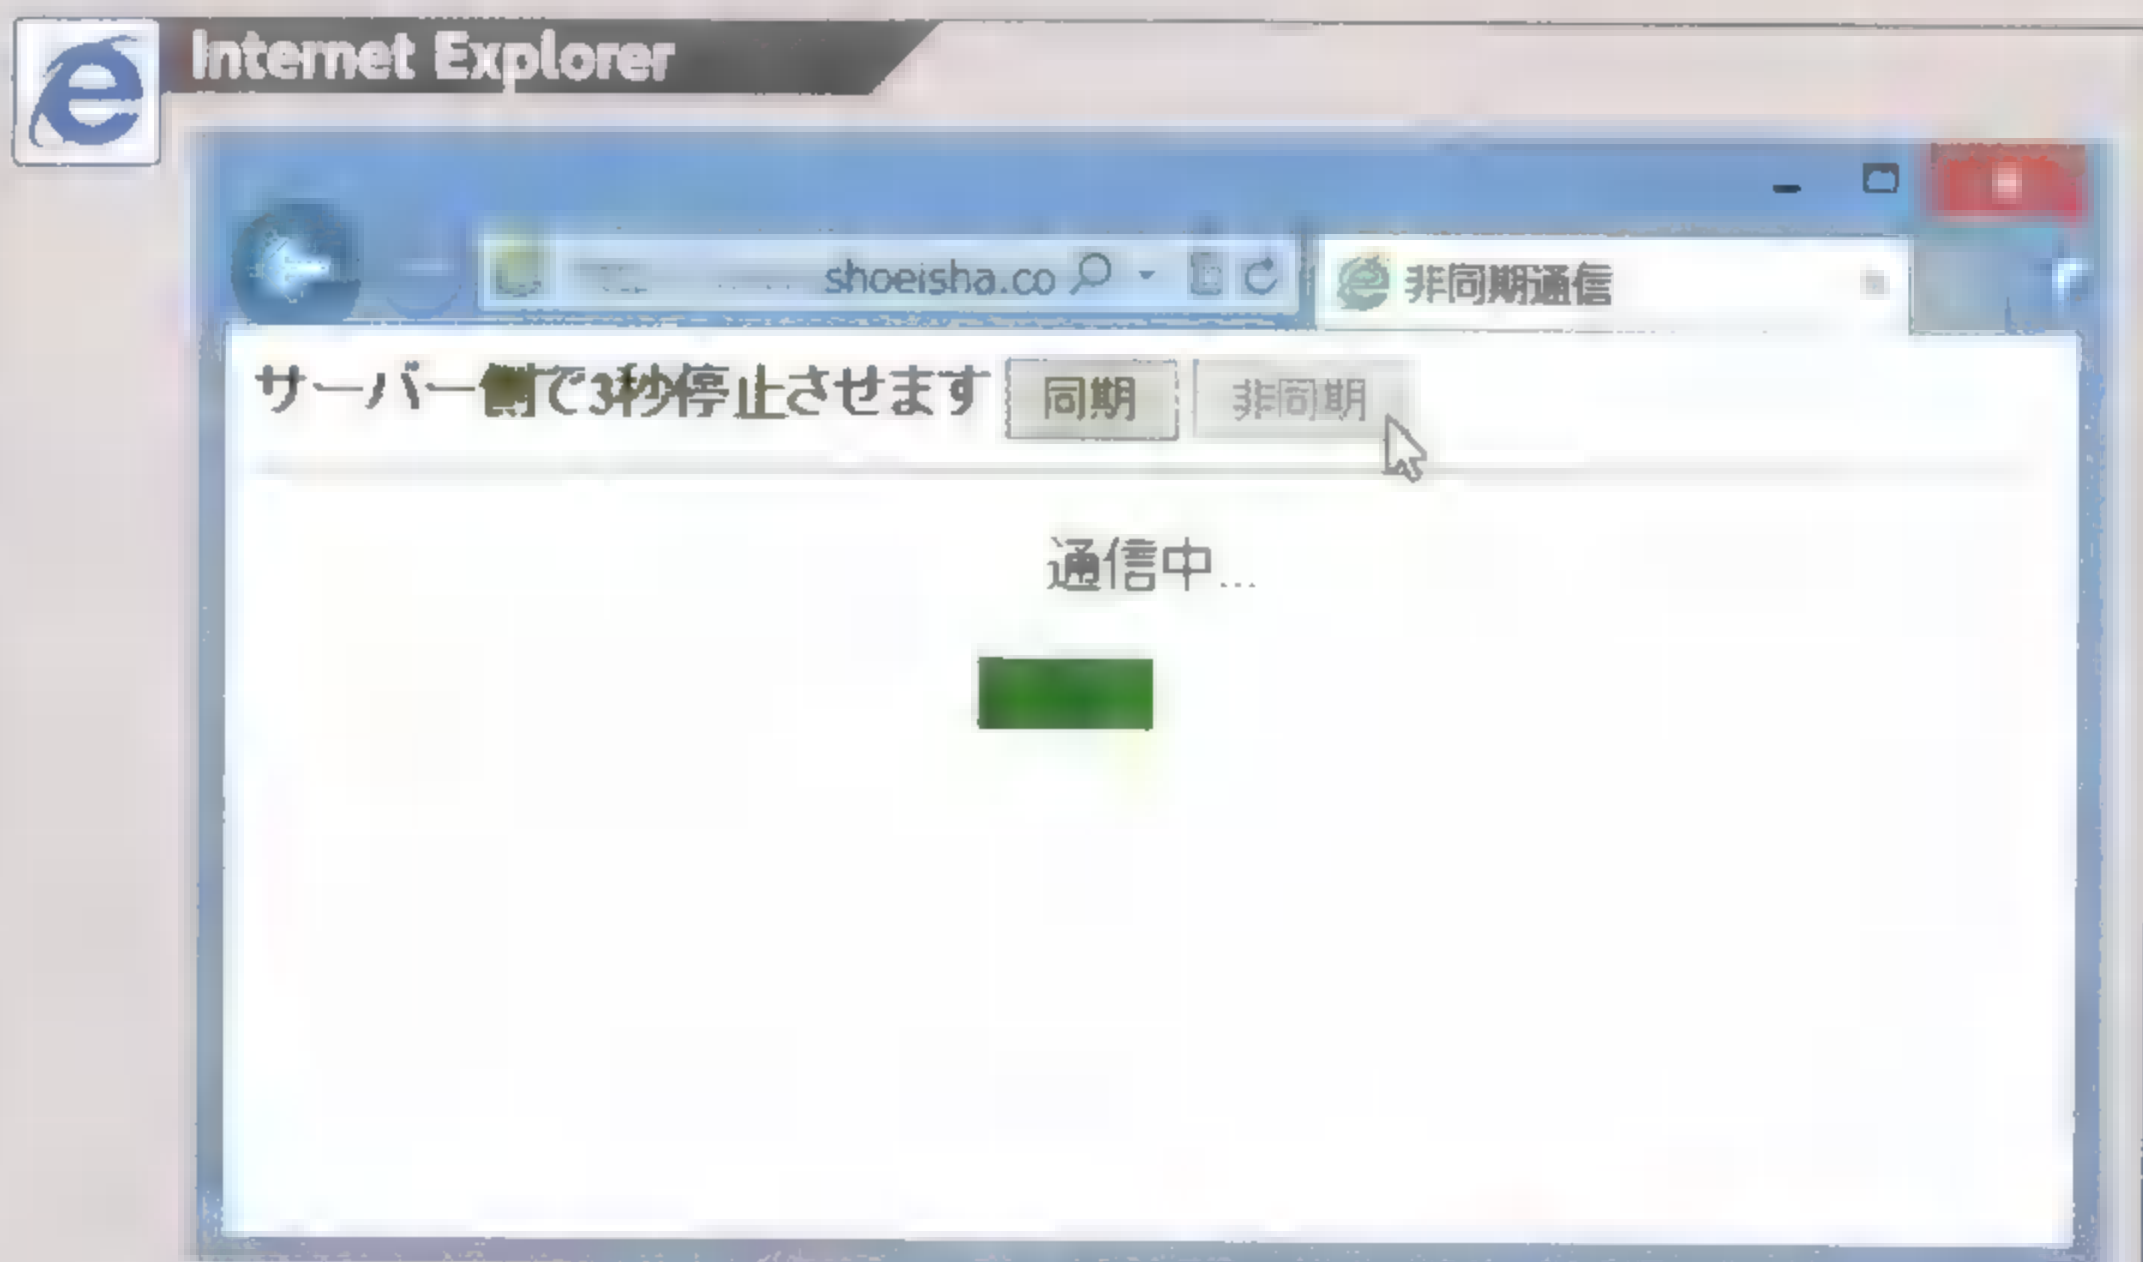 Internet Explorer
shoeisha.co
非同期通信
サーバー側で3秒停止させます 同期 非同期
通信中...